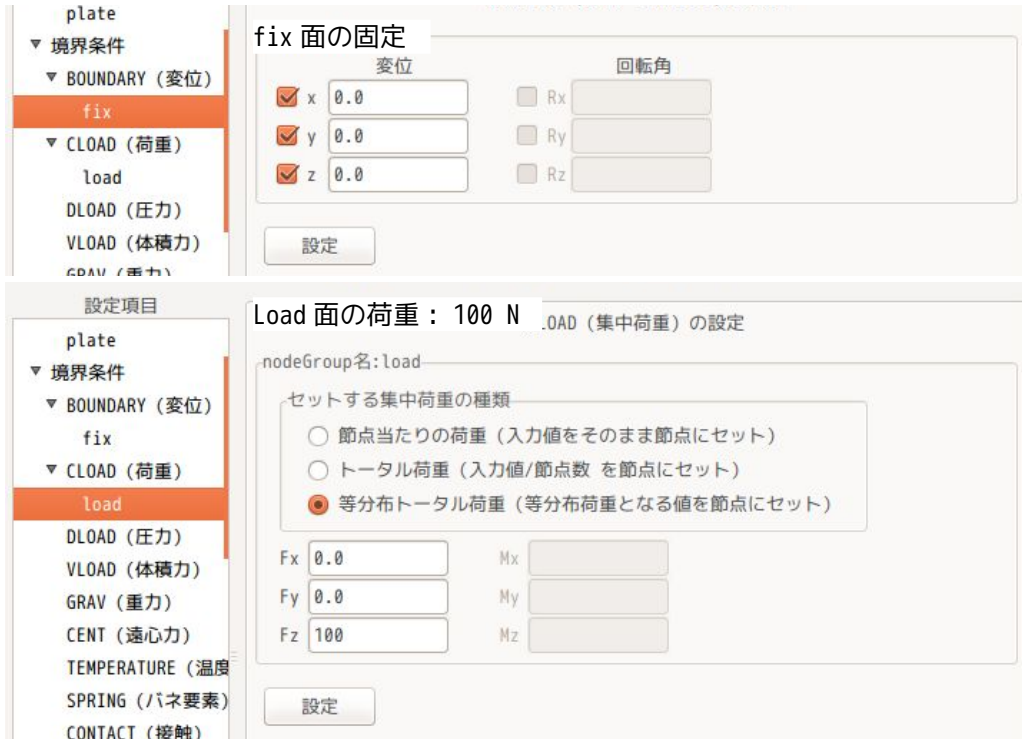 plate
▼ 境界条件
▼ BOUNDARY (変位)
fix
▼ CLOAD (荷重)
load
DLOAD (圧力)
VLOAD (体積力)
GRAV (重力)
fix 面の固定
変位 回転角
x 0.0 Rx
y 0.0 Ry
z 0.0 Rz
設定
設定項目
plate
▼ 境界条件
▼ BOUNDARY (変位)
fix
▼ CLOAD (荷重)
load
DLOAD (圧力)
VLOAD (体積力)
GRAV (重力)
CENT (遠心力)
TEMPERATURE (温度
SPRING (バネ要素)
CONTACT (接触)
Load 面の荷重： 100 N
LOAD (集中荷重) の設定
nodeGroup名:load
セットする集中荷重の種類
節点当たりの荷重 (入力値をそのまま節点にセット)
トータル荷重 (入力値/節点数 を節点にセット)
等分布トータル荷重 (等分布荷重となる値を節点にセット)
Fx 0.0 Mx
Fy 0.0 My
Fz 100 Mz
設定